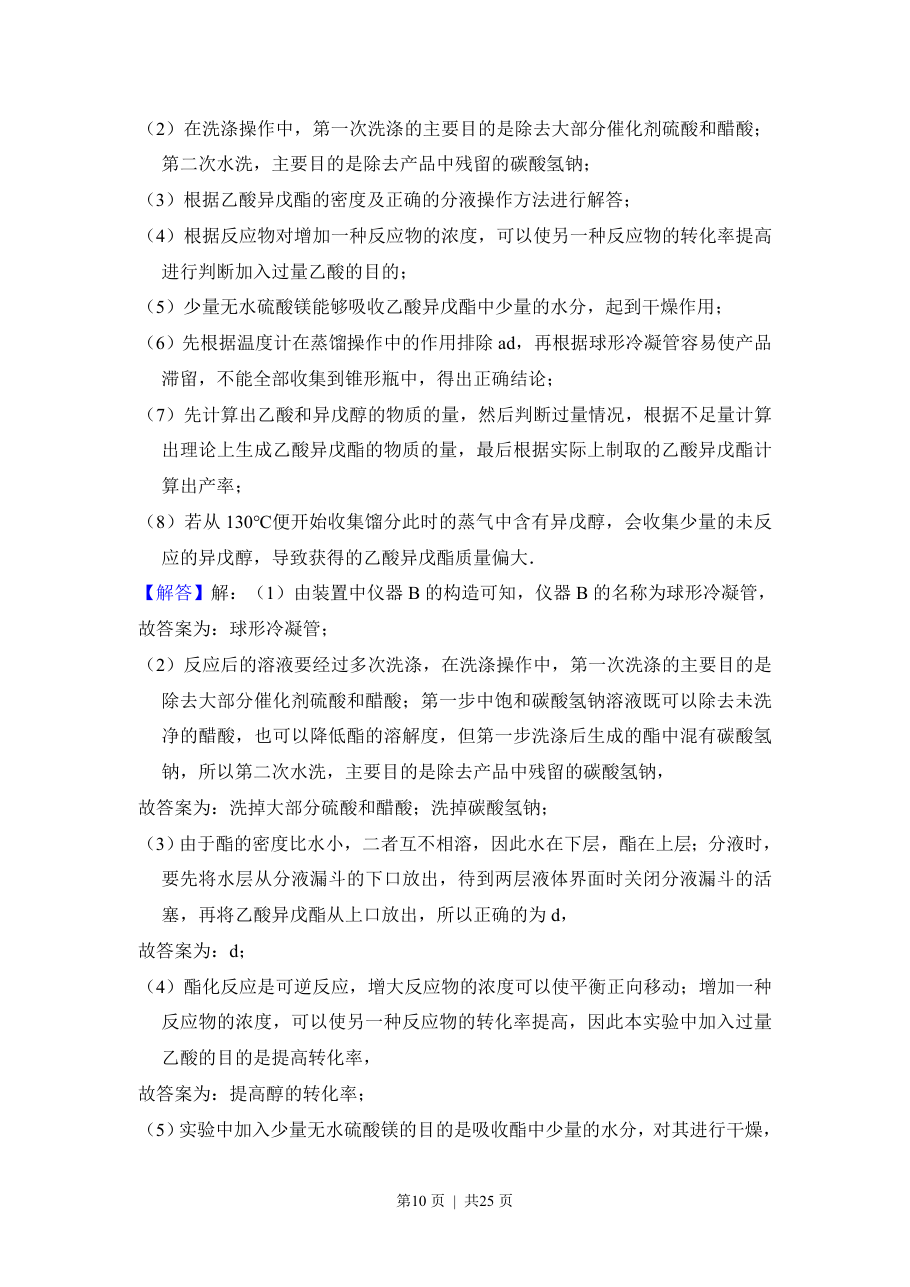 （2）在洗涤操作中，第一次洗涤的主要目的是除去大部分催化剂硫酸和醋酸；
第二次水洗，主要目的是除去产品中残留的碳酸氢钠；
（3）根据乙酸异戊酯的密度及正确的分液操作方法进行解答；
（4）根据反应物对增加一种反应物的浓度，可以使另一种反应物的转化率提高
进行判断加入过量乙酸的目的；
（5）少量无水硫酸镁能够吸收乙酸异戊酯中少量的水分，起到干燥作用；
（6）先根据温度计在蒸馏操作中的作用排除 ad，再根据球形冷凝管容易使产品
滞留，不能全部收集到锥形瓶中，得出正确结论；
（7）先计算出乙酸和异戊醇的物质的量，然后判断过量情况，根据不足量计算
出理论上生成乙酸异戊酯的物质的量，最后根据实际上制取的乙酸异戊酯计
算出产率；
（8）若从 130℃便开始收集馏分此时的蒸气中含有异戊醇，会收集少量的未反
应的异戊醇，导致获得的乙酸异戊酯质量偏大．
【解答】解：（1）由装置中仪器 B 的构造可知，仪器 B 的名称为球形冷凝管，
故答案为：球形冷凝管；
（2）反应后的溶液要经过多次洗涤，在洗涤操作中，第一次洗涤的主要目的是
除去大部分催化剂硫酸和醋酸；第一步中饱和碳酸氢钠溶液既可以除去未洗
净的醋酸，也可以降低酯的溶解度，但第一步洗涤后生成的酯中混有碳酸氢
钠，所以第二次水洗，主要目的是除去产品中残留的碳酸氢钠，
故答案为：洗掉大部分硫酸和醋酸；洗掉碳酸氢钠；
（3）由于酯的密度比水小，二者互不相溶，因此水在下层，酯在上层；分液时，
要先将水层从分液漏斗的下口放出，待到两层液体界面时关闭分液漏斗的活
塞，再将乙酸异戊酯从上口放出，所以正确的为 d，
故答案为：d；
（4）酯化反应是可逆反应，增大反应物的浓度可以使平衡正向移动；增加一种
反应物的浓度，可以使另一种反应物的转化率提高，因此本实验中加入过量
乙酸的目的是提高转化率，
故答案为：提高醇的转化率；
（5）实验中加入少量无水硫酸镁的目的是吸收酯中少量的水分，对其进行干燥，
第10 页 | 共25 页